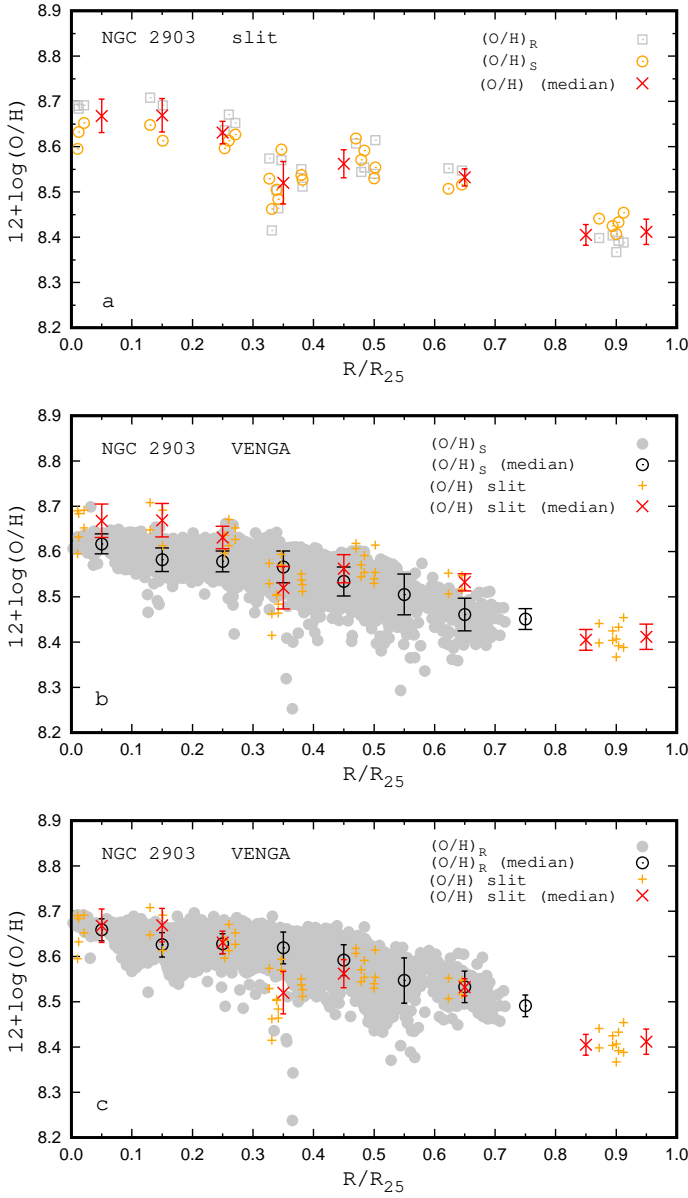 NGC 2903 slit
(O/H)R
(O/H)S
(O/H) (median)
12+log(O/H)
8.9
8.8
8.7
8.6
8.5
8.4
8.3
8.2
a
0.0 0.1 0.2 0.3 0.4 0.5 0.6 0.7 0.8 0.9 1.0
R/R25
NGC 2903 VENGA
(O/H)S
(O/H)S (median)
(O/H) slit
(O/H) slit (median)
12+log(O/H)
8.9
8.8
8.7
8.6
8.5
8.4
8.3
8.2
b
0.0 0.1 0.2 0.3 0.4 0.5 0.6 0.7 0.8 0.9 1.0
R/R25
NGC 2903 VENGA
(O/H)R
(O/H)R (median)
(O/H) slit
(O/H) slit (median)
12+log(O/H)
8.9
8.8
8.7
8.6
8.5
8.4
8.3
8.2
c
0.0 0.1 0.2 0.3 0.4 0.5 0.6 0.7 0.8 0.9 1.0
R/R25